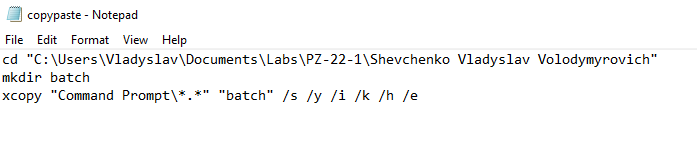 copypaste - Notepad
File Edit Format View Help
cd "C:\Users\Vladyslav\Documents\Labs\PZ-22-1\Shevchenko Vladyslav Volodymyrovich"
mkdir batch
xcopy "Command Prompt\*.*" "batch" /s /y /i /k /h /e